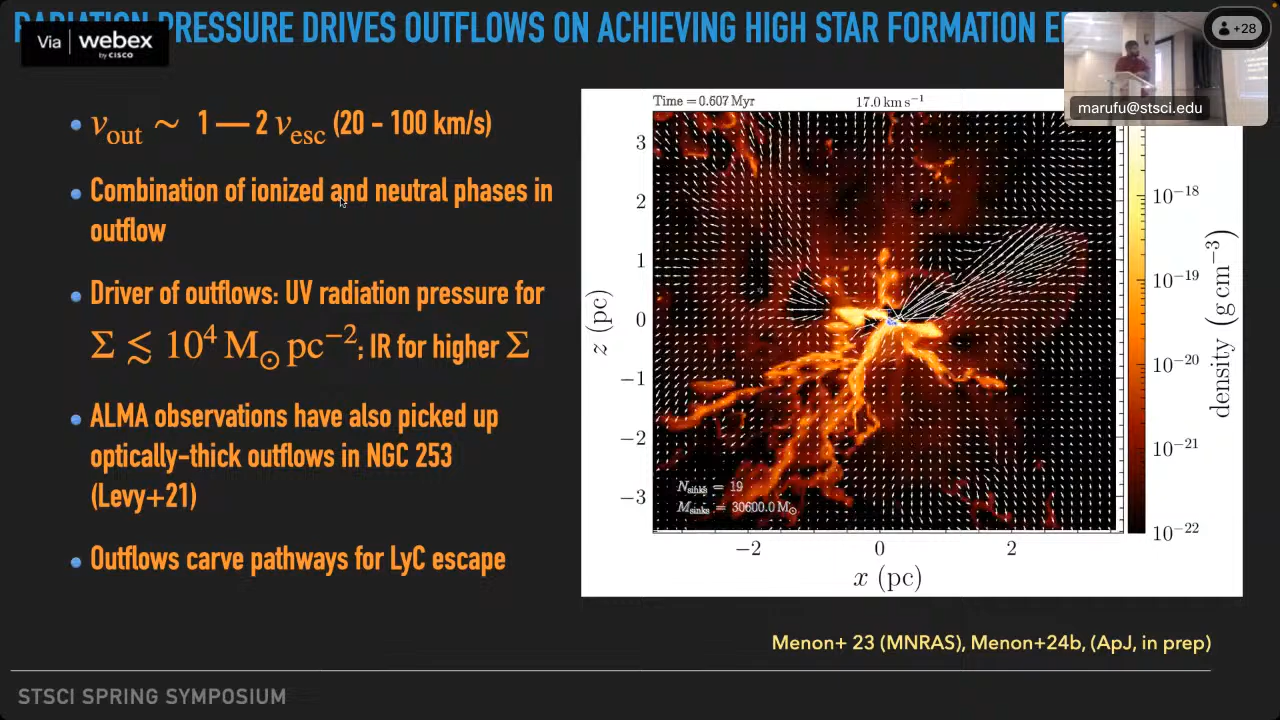 PRESSURE DRIVES OUTFLOWS ON ACHIEVING HIGH STAR FORMATION
Via webex
by CISCO
+28
marufu@stsci.edu
v_out ~ 1 — 2 v_esc (20 – 100 km/s)
Combination of ionized and neutral phases in
outflow
Driver of outflows: UV radiation pressure for
Σ ≲ 10⁴ M⊙ pc⁻²; IR for higher Σ
ALMA observations have also picked up
optically-thick outflows in NGC 253
(Levy+21)
Outflows carve pathways for LyC escape
Time = 0.607 Myr 17.0 km s⁻¹
3
2
1
0
−1
−2
−3
z (pc)
N_sinks = 19
M_sinks = 30600.0 M⊙
−2 0 2
x (pc)
10⁻¹⁸
10⁻¹⁹
10⁻²⁰
10⁻²¹
10⁻²²
density (g cm⁻³)
Menon+ 23 (MNRAS), Menon+24b, (ApJ, in prep)
STSCI SPRING SYMPOSIUM